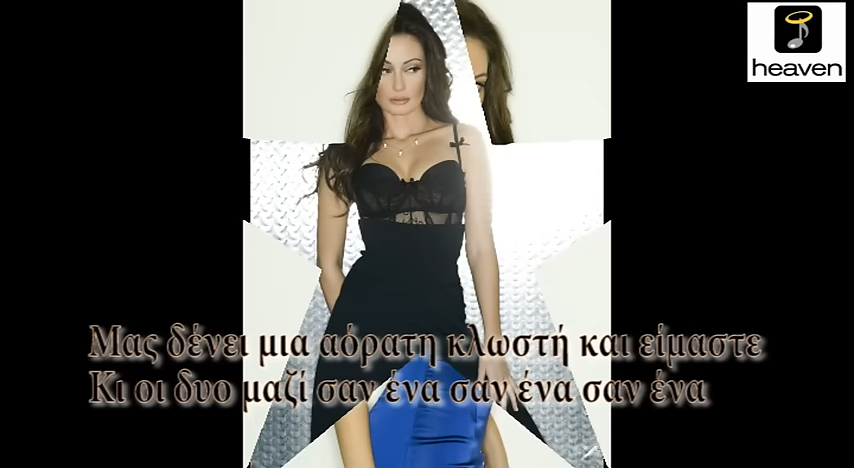 heaven
Μας δένει μια αόρατη κλωστή και είμαστε
Κι οι δυο μαζί σαν ένα σαν ένα σαν ένα